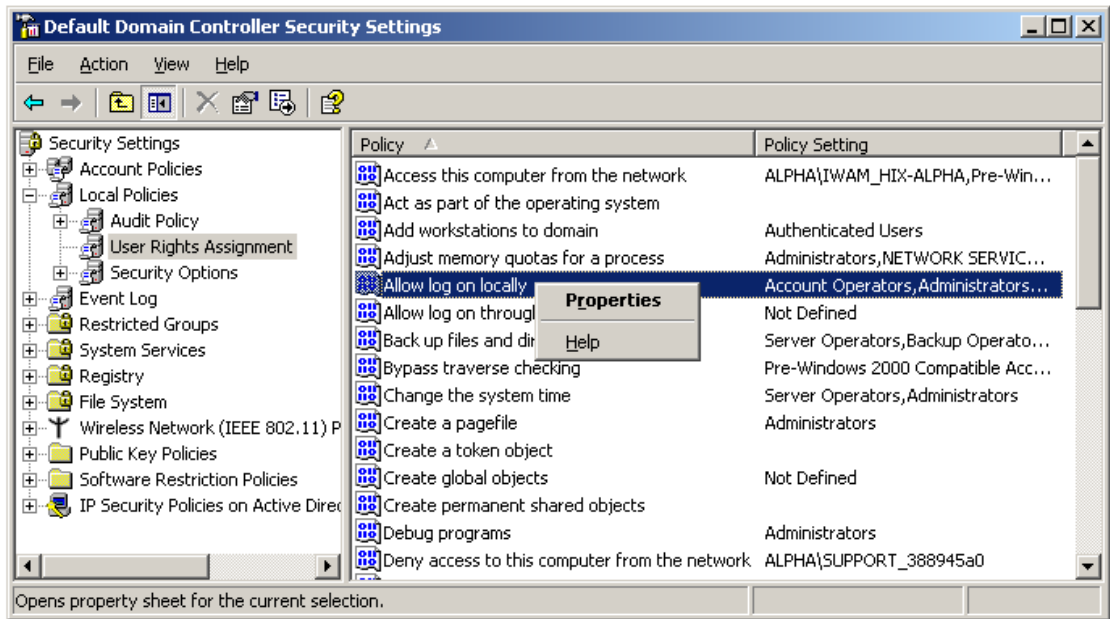 Default Domain Controller Security Settings
File Action View Help
Security Settings
Account Policies
Local Policies
Audit Policy
User Rights Assignment
Security Options
Event Log
Restricted Groups
System Services
Registry
File System
Wireless Network (IEEE 802.11) P
Public Key Policies
Software Restriction Policies
IP Security Policies on Active Direc
Policy Policy Setting
Access this computer from the network ALPHA\IWAM_HIX-ALPHA,Pre-Win...
Act as part of the operating system
Add workstations to domain Authenticated Users
Adjust memory quotas for a process Administrators,NETWORK SERVIC...
Allow log on locally Account Operators,Administrators...
Allow log on throug Not Defined
Back up files and dir Server Operators,Backup Operato...
Bypass traverse checking Pre-Windows 2000 Compatible Acc...
Change the system time Server Operators,Administrators
Create a pagefile Administrators
Create a token object
Create global objects Not Defined
Create permanent shared objects
Debug programs Administrators
Deny access to this computer from the network ALPHA\SUPPORT_388945a0
Properties
Help
Opens property sheet for the current selection.